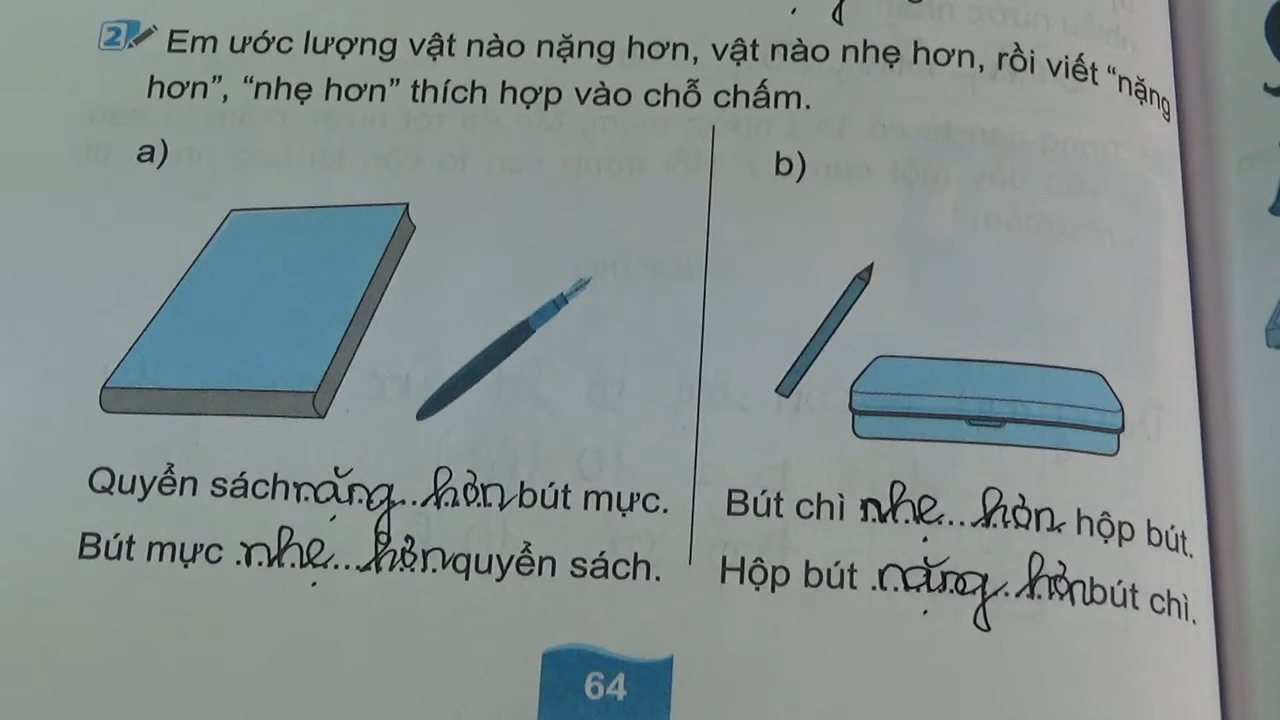 2 Em ước lượng vật nào nặng hơn, vật nào nhẹ hơn, rồi viết “nặng
hơn”, “nhẹ hơn” thích hợp vào chỗ chấm.
a)
Quyển sách nặng hơn bút mực.
Bút mực nhẹ hơn quyển sách.
b)
Bút chì nhẹ hơn hộp bút.
Hộp bút nặng hơn bút chì.
64